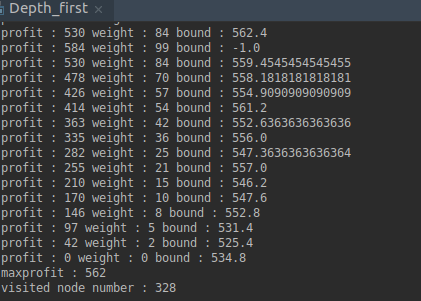 Depth_first ×
profit : 530 weight : 84 bound : 562.4
profit : 584 weight : 99 bound : -1.0
profit : 530 weight : 84 bound : 559.4545454545455
profit : 478 weight : 70 bound : 558.1818181818181
profit : 426 weight : 57 bound : 554.9090909090909
profit : 414 weight : 54 bound : 561.2
profit : 363 weight : 42 bound : 552.6363636363636
profit : 335 weight : 36 bound : 556.0
profit : 282 weight : 25 bound : 547.3636363636364
profit : 255 weight : 21 bound : 557.0
profit : 210 weight : 15 bound : 546.2
profit : 170 weight : 10 bound : 547.6
profit : 146 weight : 8 bound : 552.8
profit : 97 weight : 5 bound : 531.4
profit : 42 weight : 2 bound : 525.4
profit : 0 weight : 0 bound : 534.8
maxprofit : 562
visited node number : 328